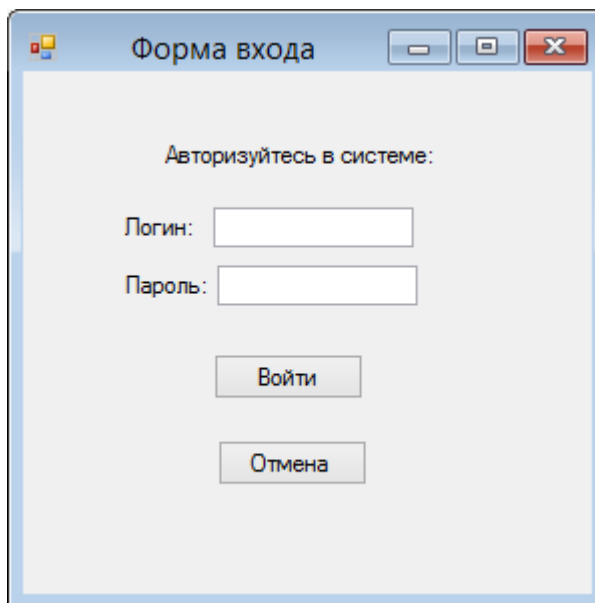 Форма входа
Авторизуйтесь в системе:
Логин:
Пароль:
Войти
Отмена